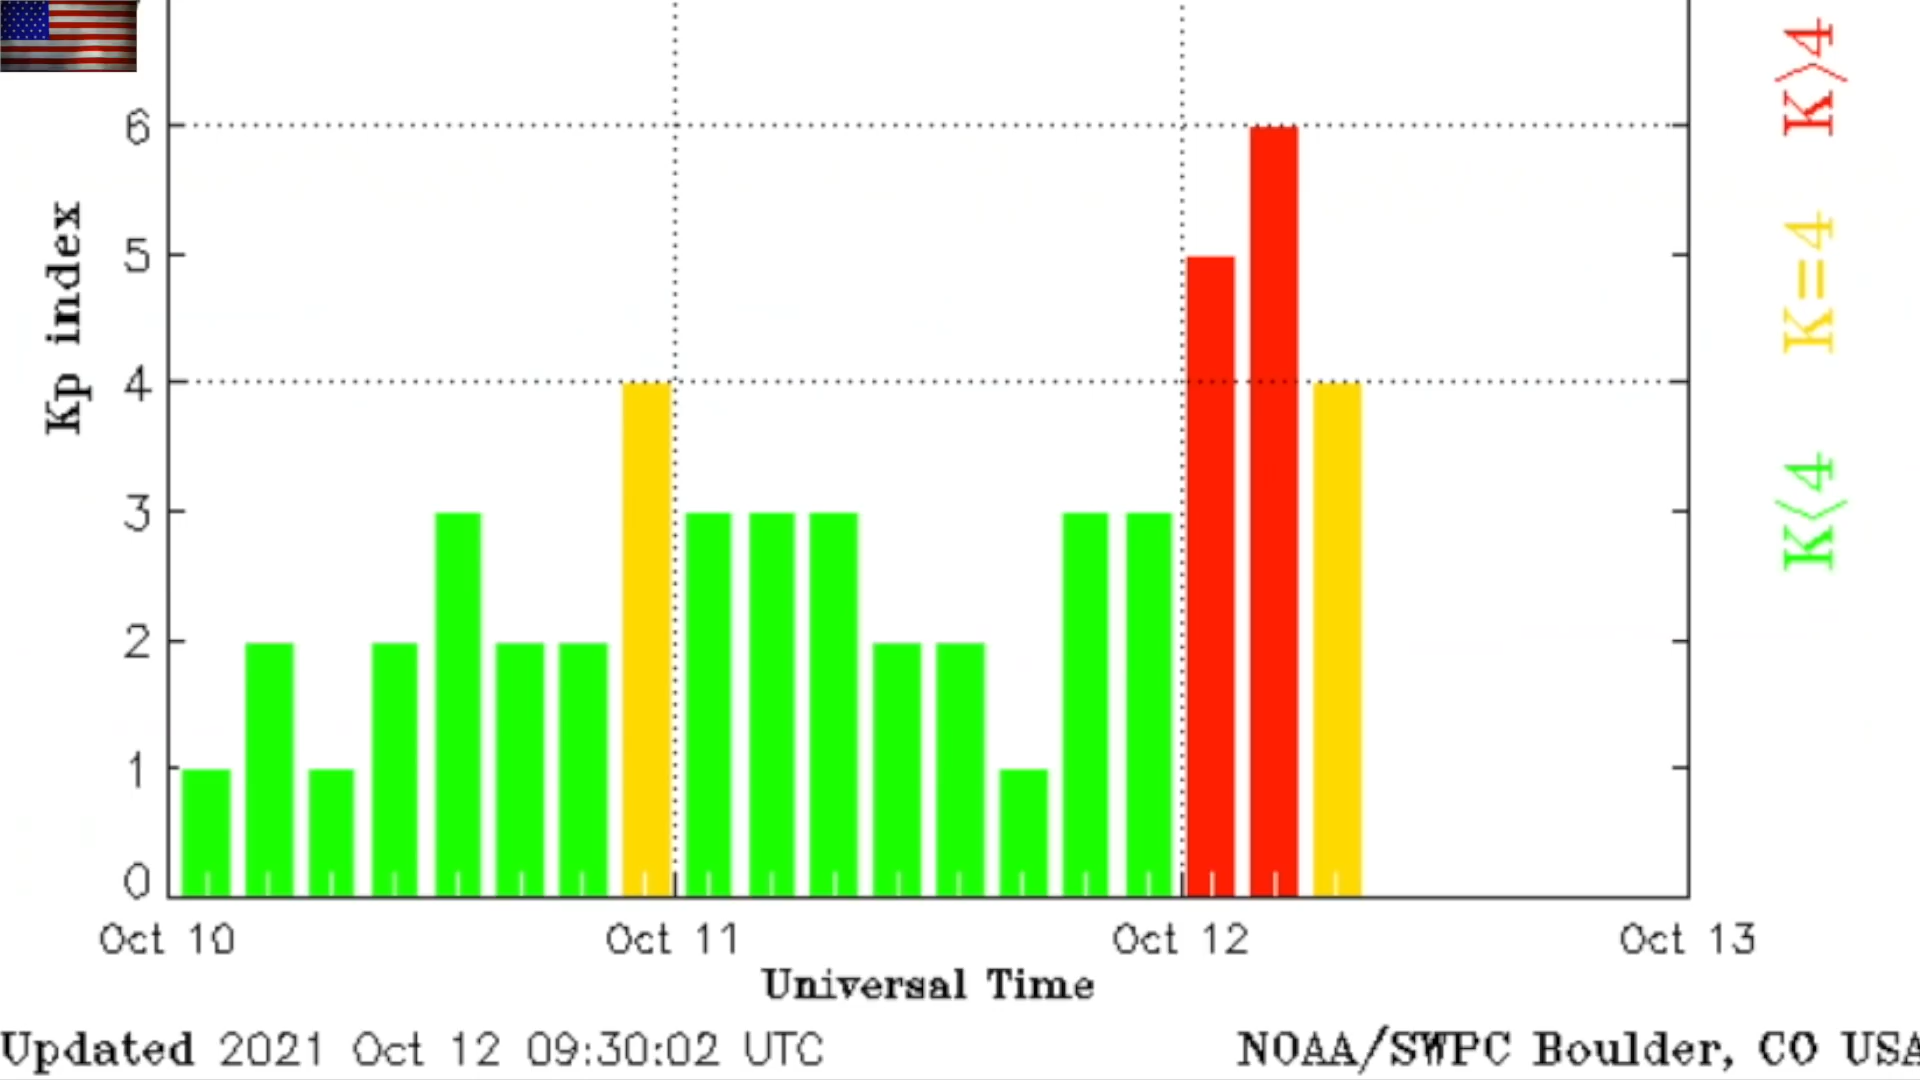 6
5
4
3
2
1
0
Kp index
Oct 10 Oct 11 Oct 12 Oct 13
Universal Time
Updated 2021 Oct 12 09:30:02 UTC
NOAA/SWPC Boulder, CO USA
K<4 K=4 K>4